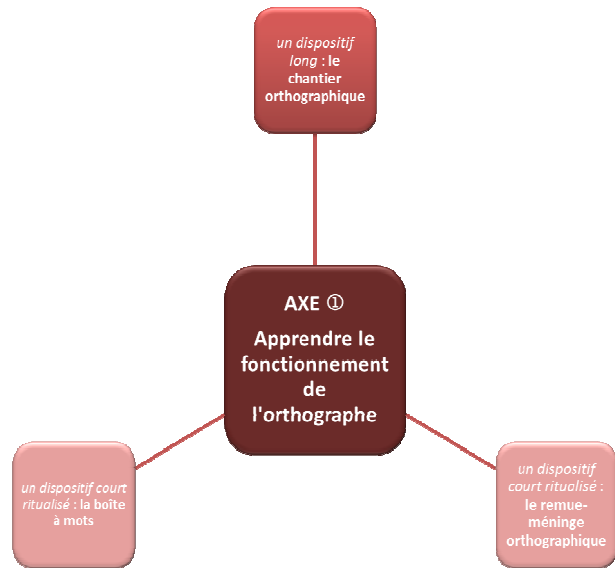 un dispositif
long : le
chantier
orthographique
AXE ①
Apprendre le
fonctionnement
de
l'orthographe
un dispositif court
ritualisé : la boîte
à mots
un dispositif
court ritualisé :
le remue-
méninge
orthographique